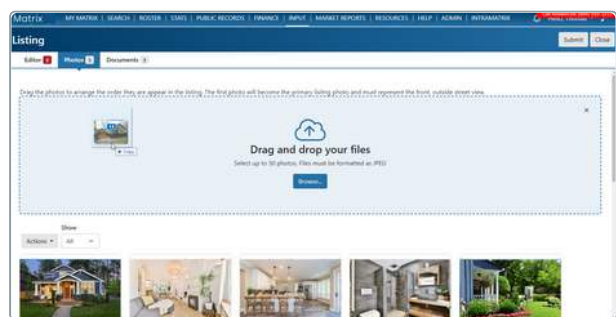 Matrix
MY MATRIX | SEARCH | ROSTER | STATS | PUBLIC RECORDS | FINANCE | INPUT | MARKET REPORTS | RESOURCES | HELP | ADMIN | INTRAMATRIX
Listing
Submit Close
Editor Photos Documents
Drag the photos to arrange the order they are appear in the listing. The first photo will become the primary listing photo and must represent the front, outside street view.
Drag and drop your files
Select up to 50 photos. Files must be formatted as JPEG
+ Copy
Browse...
Show
Actions All